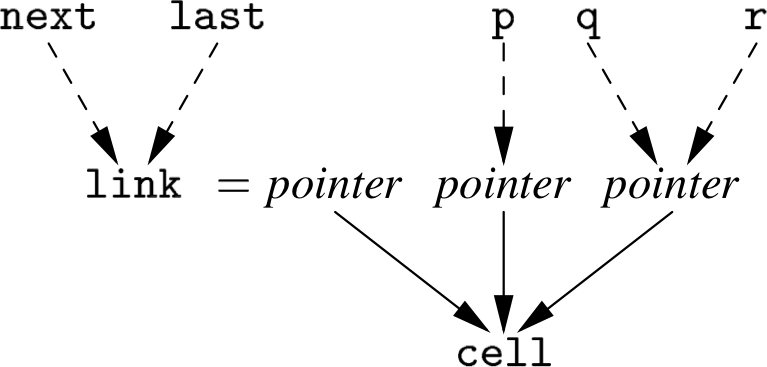 next last p q r
link = pointer pointer pointer
cell